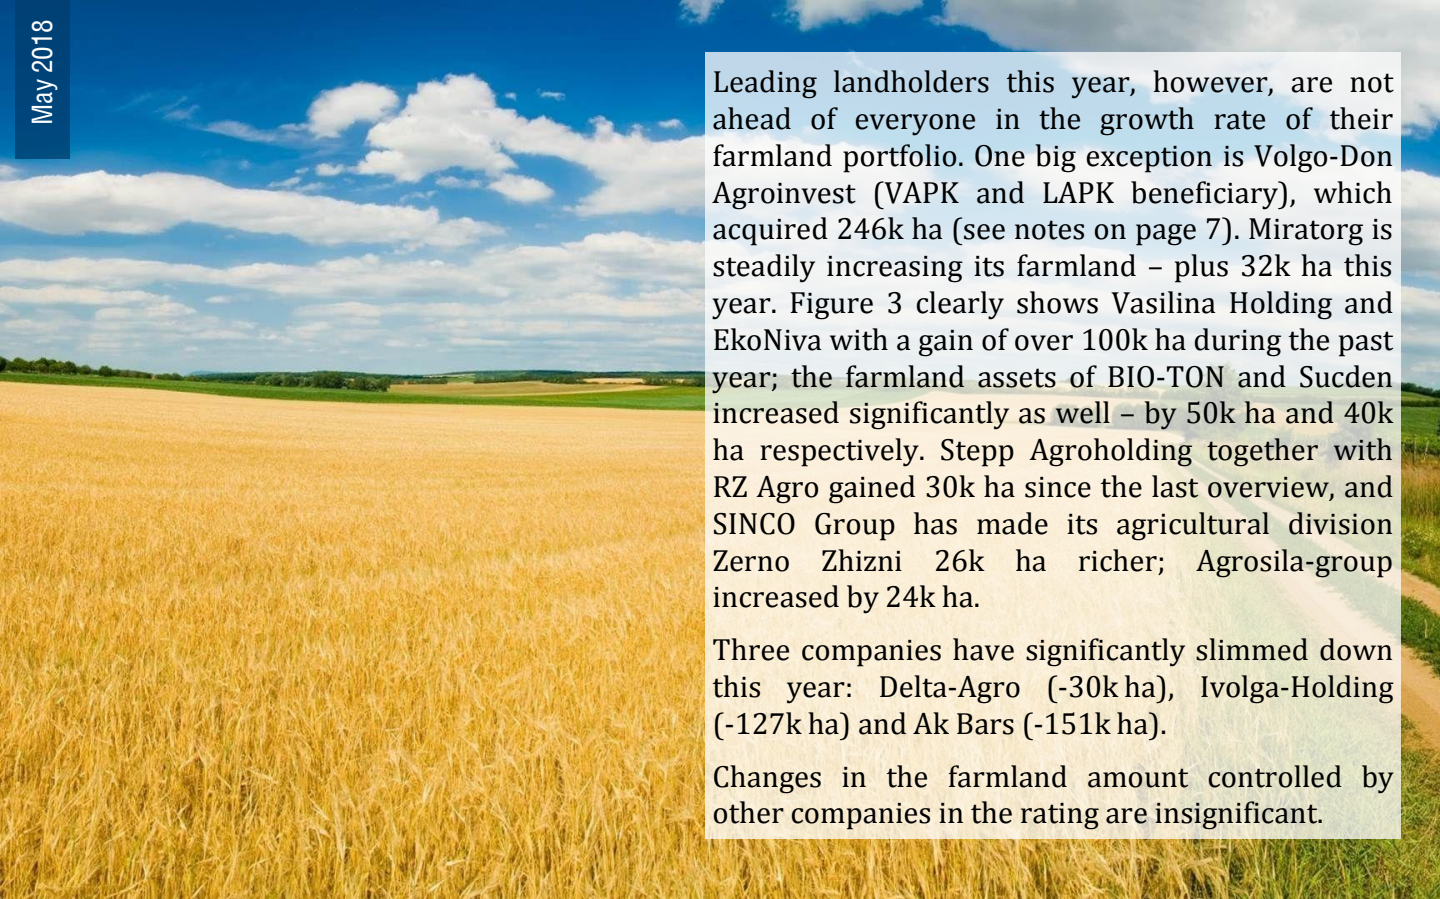 May 2018
Leading landholders this year, however, are not
ahead of everyone in the growth rate of their
farmland portfolio. One big exception is Volgo-Don
Agroinvest (VAPK and LAPK beneficiary), which
acquired 246k ha (see notes on page 7). Miratorg is
steadily increasing its farmland – plus 32k ha this
year. Figure 3 clearly shows Vasilina Holding and
EkoNiva with a gain of over 100k ha during the past
year; the farmland assets of BIO-TON and Sucden
increased significantly as well – by 50k ha and 40k
ha respectively. Stepp Agroholding together with
RZ Agro gained 30k ha since the last overview, and
SINCO Group has made its agricultural division
Zerno Zhizni 26k ha richer; Agrosila-group
increased by 24k ha.
Three companies have significantly slimmed down
this year: Delta-Agro (-30k ha), Ivolga-Holding
(-127k ha) and Ak Bars (-151k ha).
Changes in the farmland amount controlled by
other companies in the rating are insignificant.